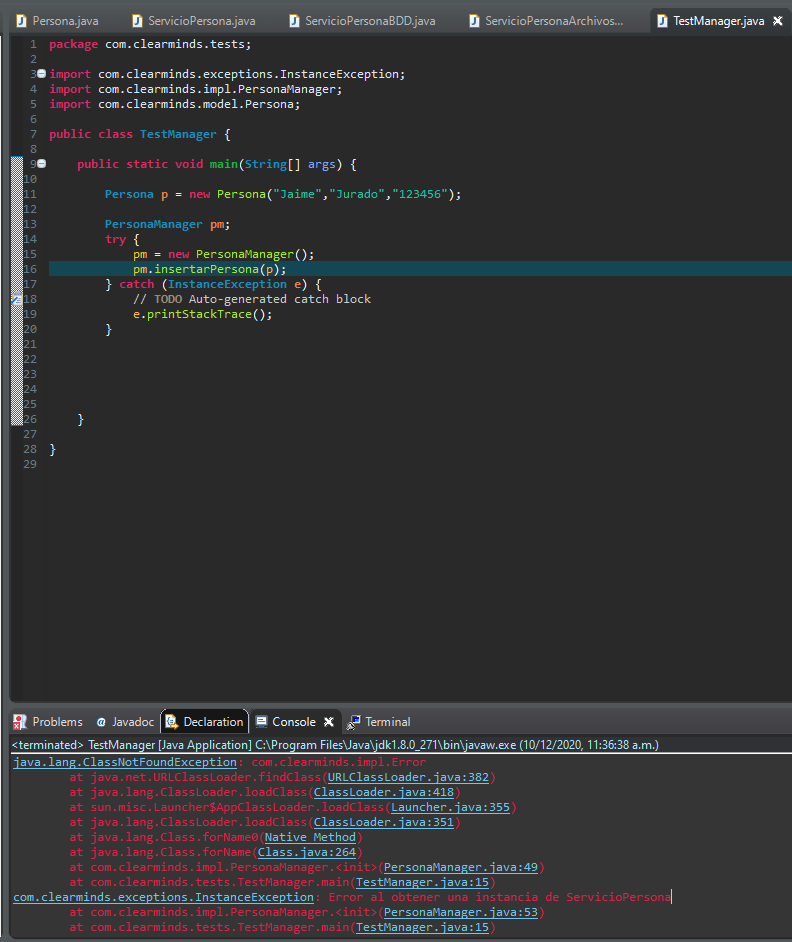 Persona.java
ServicioPersona.java
ServicioPersonaBDD.java
ServicioPersonaArchivos...
TestManager.java
1 package com.clearminds.tests;
2
3 import com.clearminds.exceptions.InstanceException;
4 import com.clearminds.impl.PersonaManager;
5 import com.clearminds.model.Persona;
6
7 public class TestManager {
8
9 public static void main(String[] args) {
10
11 Persona p = new Persona("Jaime","Jurado","123456");
12
13 PersonaManager pm;
14 try {
15 pm = new PersonaManager();
16 pm.insertarPersona(p);
17 } catch (InstanceException e) {
18 // TODO Auto-generated catch block
19 e.printStackTrace();
20 }
21
22
23
24
25
26 }
27
28 }
29
Problems @ Javadoc Declaration Console Terminal
<terminated> TestManager [Java Application] C:\Program Files\Java\jdk1.8.0_271\bin\javaw.exe (10/12/2020, 11:36:38 a.m.)
java.lang.ClassNotFoundException: com.clearminds.impl.Error
at java.net.URLClassLoader.findClass(URLClassLoader.java:382)
at java.lang.ClassLoader.loadClass(ClassLoader.java:418)
at sun.misc.Launcher$AppClassLoader.loadClass(Launcher.java:355)
at java.lang.ClassLoader.loadClass(ClassLoader.java:351)
at java.lang.Class.forName0(Native Method)
at java.lang.Class.forName(Class.java:264)
at com.clearminds.impl.PersonaManager.<init>(PersonaManager.java:49)
at com.clearminds.tests.TestManager.main(TestManager.java:15)
com.clearminds.exceptions.InstanceException: Error al obtener una instancia de ServicioPersona
at com.clearminds.impl.PersonaManager.<init>(PersonaManager.java:53)
at com.clearminds.tests.TestManager.main(TestManager.java:15)